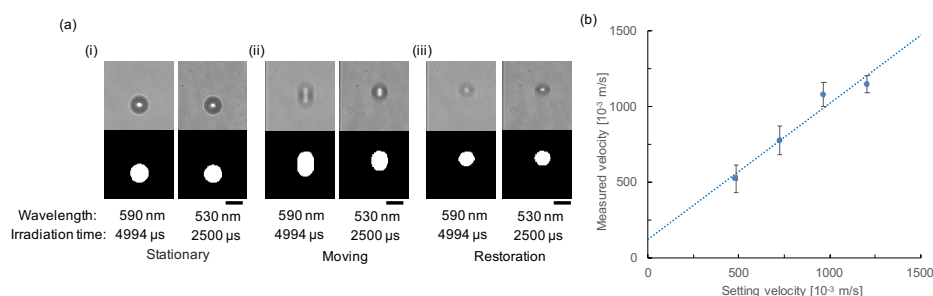 (a)
(i)
(ii)
(iii)
Wavelength: 590 nm 530 nm 590 nm 530 nm 590 nm 530 nm
Irradiation time: 4994 μs 2500 μs 4994 μs 2500 μs 4994 μs 2500 μs
Stationary Moving Restoration
(b)
Measured velocity [10-3 m/s]
1500
1000
500
0
0 500 1000 1500
Setting velocity [10-3 m/s]